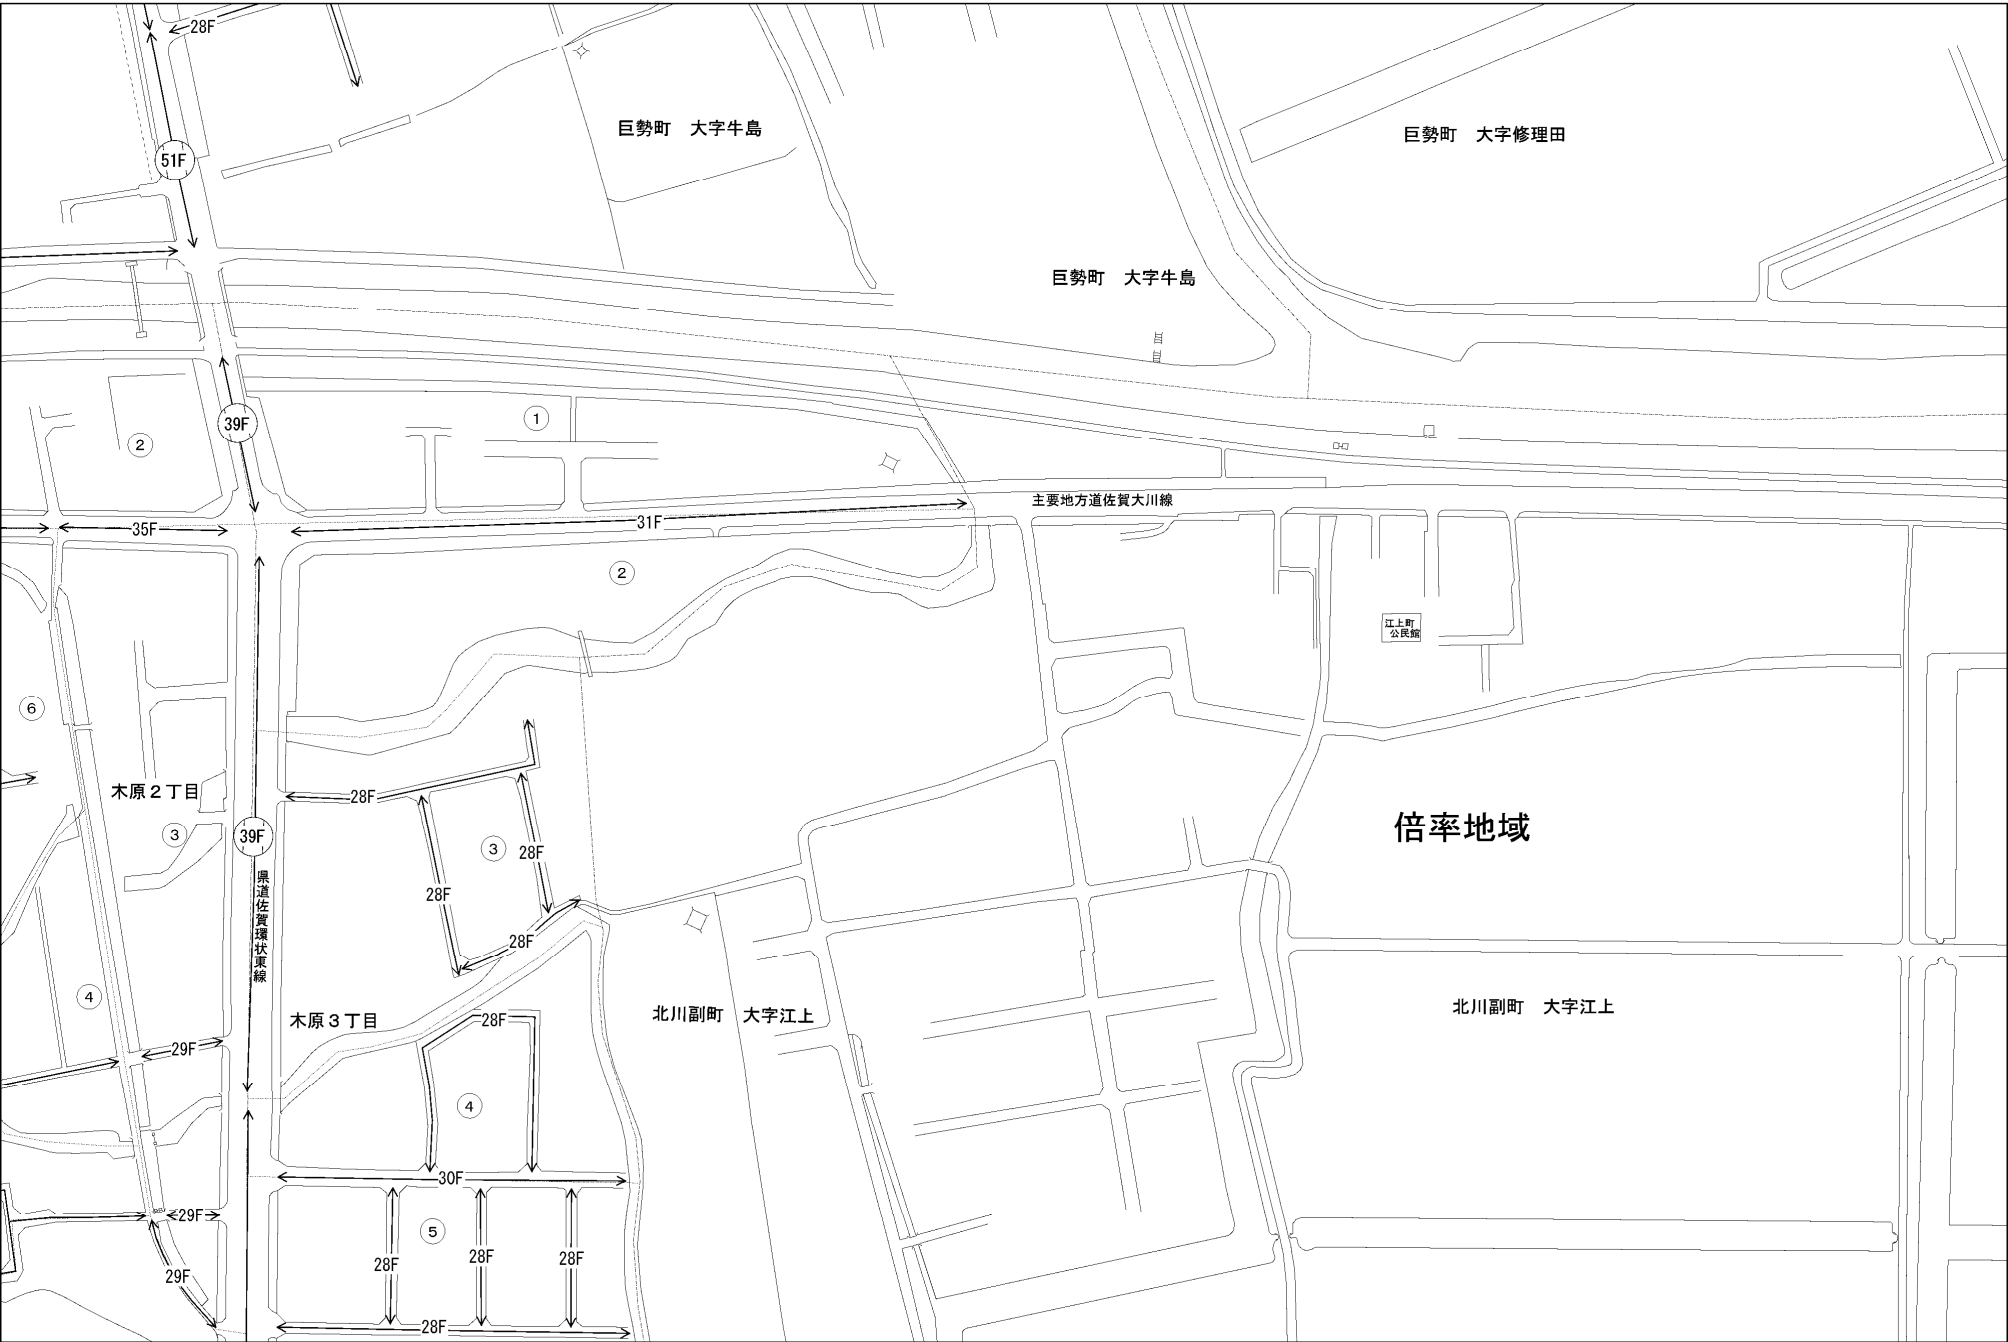 28F
51F
巨勢町 大字牛島
巨勢町 大字修理田
巨勢町 大字牛島
39F
①
②
主要地方道佐賀大川線
35F
31F
②
江上町
公民館
⑥
木原2丁目
28F
③
39F
③
28F
28F
倍率地域
県道佐賀環状東線
28F
④
木原3丁目
28F
北川副町 大字江上
北川副町 大字江上
29F
④
30F
29F
⑤
28F
28F
28F
29F
28F